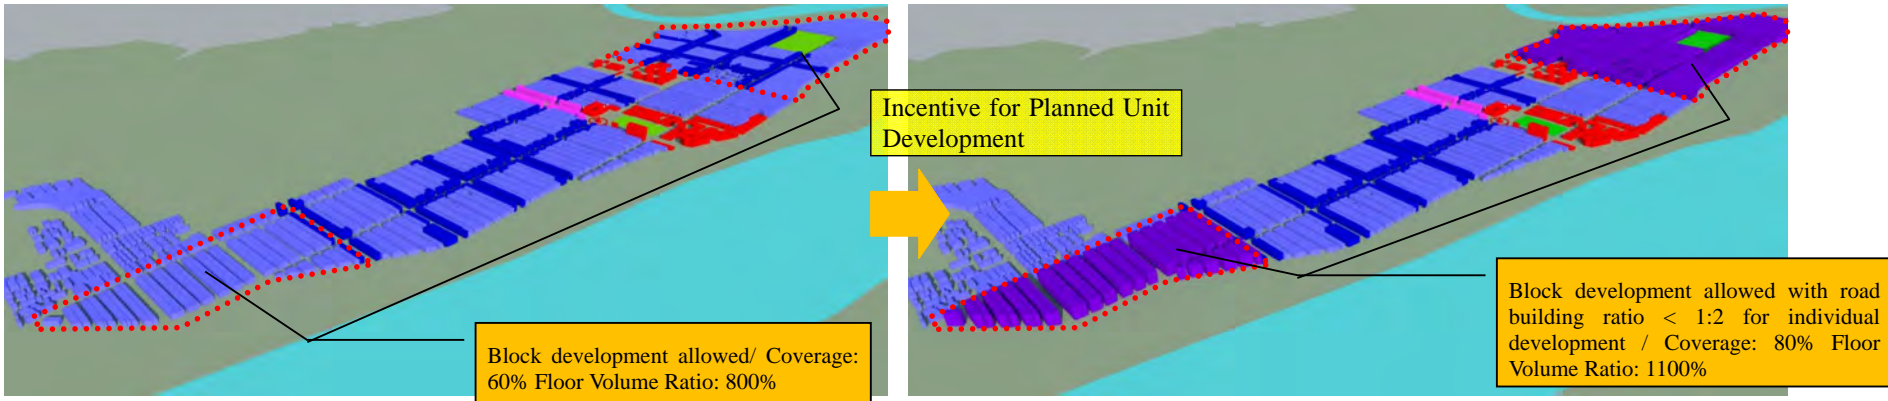 Incentive for Planned Unit
Development
Block development allowed/ Coverage:
60% Floor Volume Ratio: 800%
Block development allowed with road
building ratio < 1:2 for individual
development / Coverage: 80% Floor
Volume Ratio: 1100%